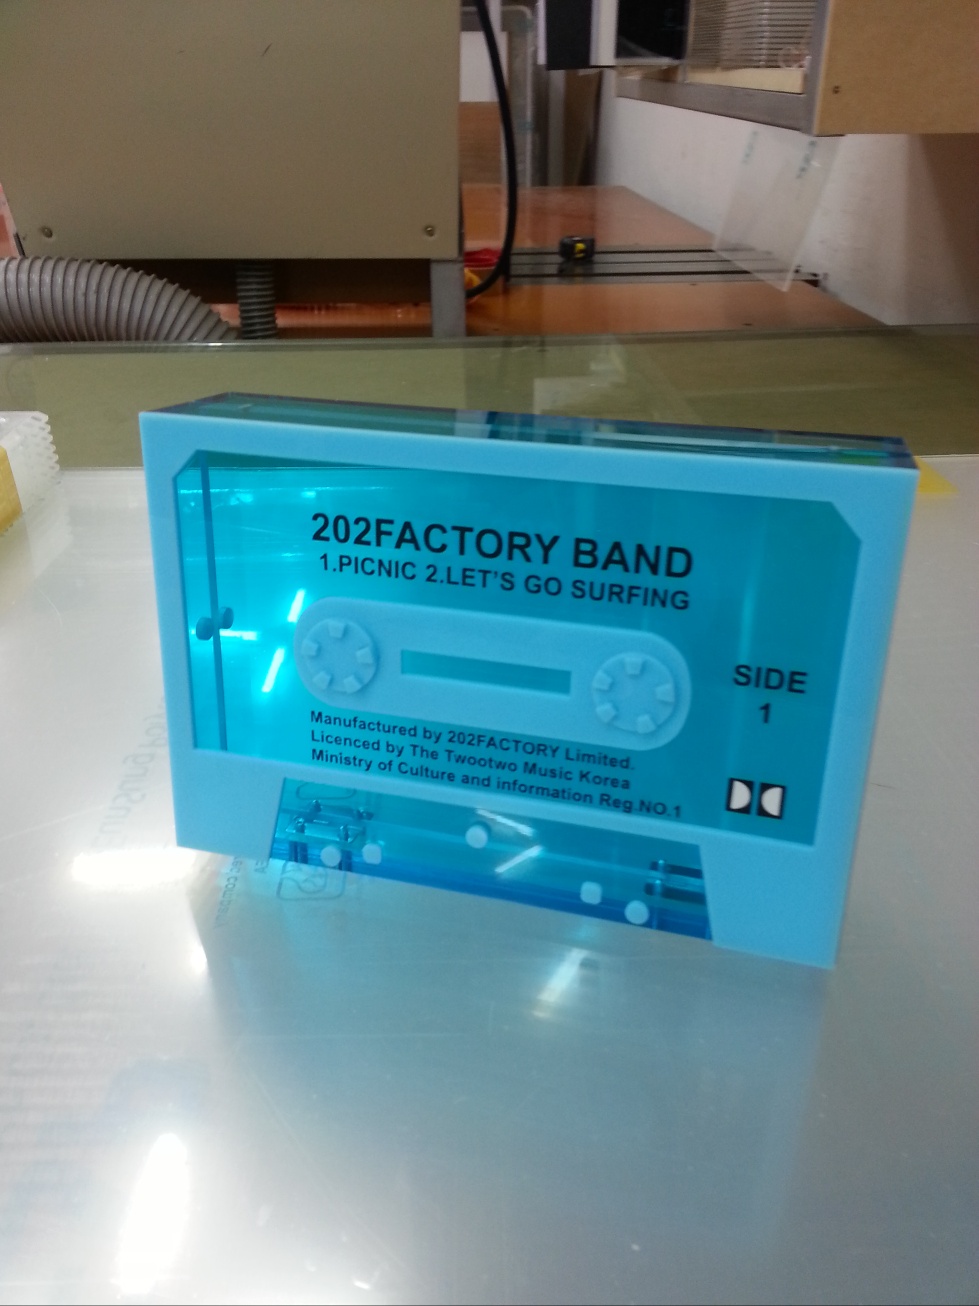 202FACTORY BAND
1.PICNIC 2.LET'S GO SURFING
SIDE
1
Manufactured by 202FACTORY Limited.
Licenced by The Twootwo Music Korea
Ministry of Culture and information Reg.NO.1